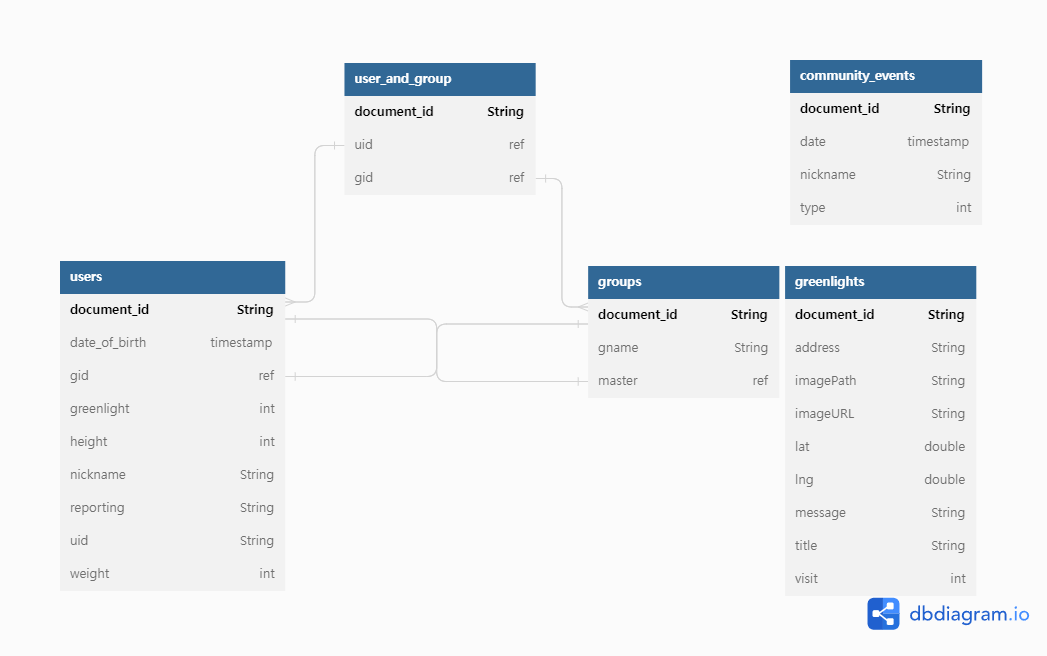 user_and_group
document_id String
uid ref
gid ref
community_events
document_id String
date timestamp
nickname String
type int
users
document_id String
date_of_birth timestamp
gid ref
greenlight int
height int
nickname String
reporting String
uid String
weight int
groups
document_id String
gname String
master ref
greenlights
document_id String
address String
imagePath String
imageURL String
lat double
lng double
message String
title String
visit int
dbdiagram.io